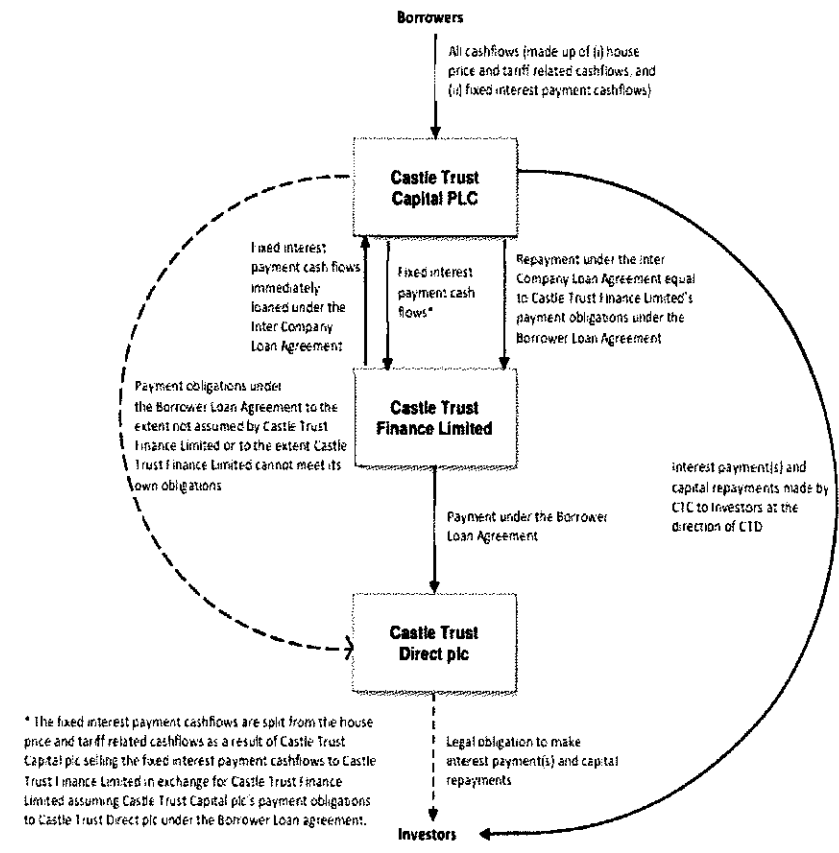 Borrowers
All cashflows (made up of (i) house
price and tariff related cashflows, and
(ii) fixed interest payment cashflows)
Castle Trust
Capital PLC
Fixed interest
payment cash flows
immediately
loaned under the
Inter Company
Loan Agreement
Fixed interest
payment cash
flows*
Repayment under the Inter
Company Loan Agreement equal
to Castle Trust Finance Limited's
payment obligations under the
Borrower Loan Agreement
Payment obligations under
the Borrower Loan Agreement to the
extent not assumed by Castle Trust
Finance Limited or to the extent Castle
Trust Finance Limited cannot meet its
own obligations
Castle Trust
Finance Limited
Interest payment(s) and
capital repayments made by
CTC to Investors at the
direction of CTD
Payment under the Borrower
Loan Agreement
Castle Trust
Direct plc
* The fixed interest payment cashflows are split from the house
price and tariff related cashflows as a result of Castle Trust
Capital plc selling the fixed interest payment cashflows to Castle
Trust Finance Limited in exchange for Castle Trust Finance
Limited assuming Castle Trust Capital plc's payment obligations
to Castle Trust Direct plc under the Borrower Loan agreement.
Legal obligation to make
interest payment(s) and capital
repayments
Investors